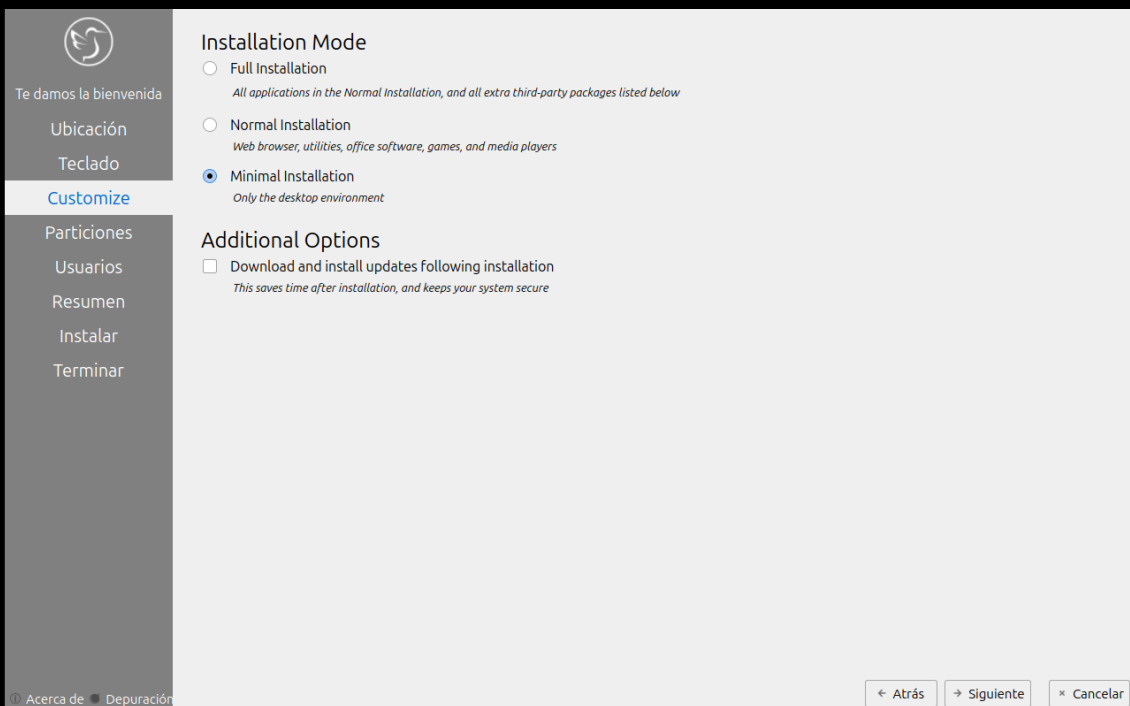 Te damos la bienvenida
Ubicación
Teclado
Customize
Particiones
Usuarios
Resumen
Instalar
Terminar
Acerca de
Depuración
Installation Mode
Full Installation
All applications in the Normal Installation, and all extra third-party packages listed below
Normal Installation
Web browser, utilities, office software, games, and media players
Minimal Installation
Only the desktop environment
Additional Options
Download and install updates following installation
This saves time after installation, and keeps your system secure
Atrás
Siguiente
Cancelar